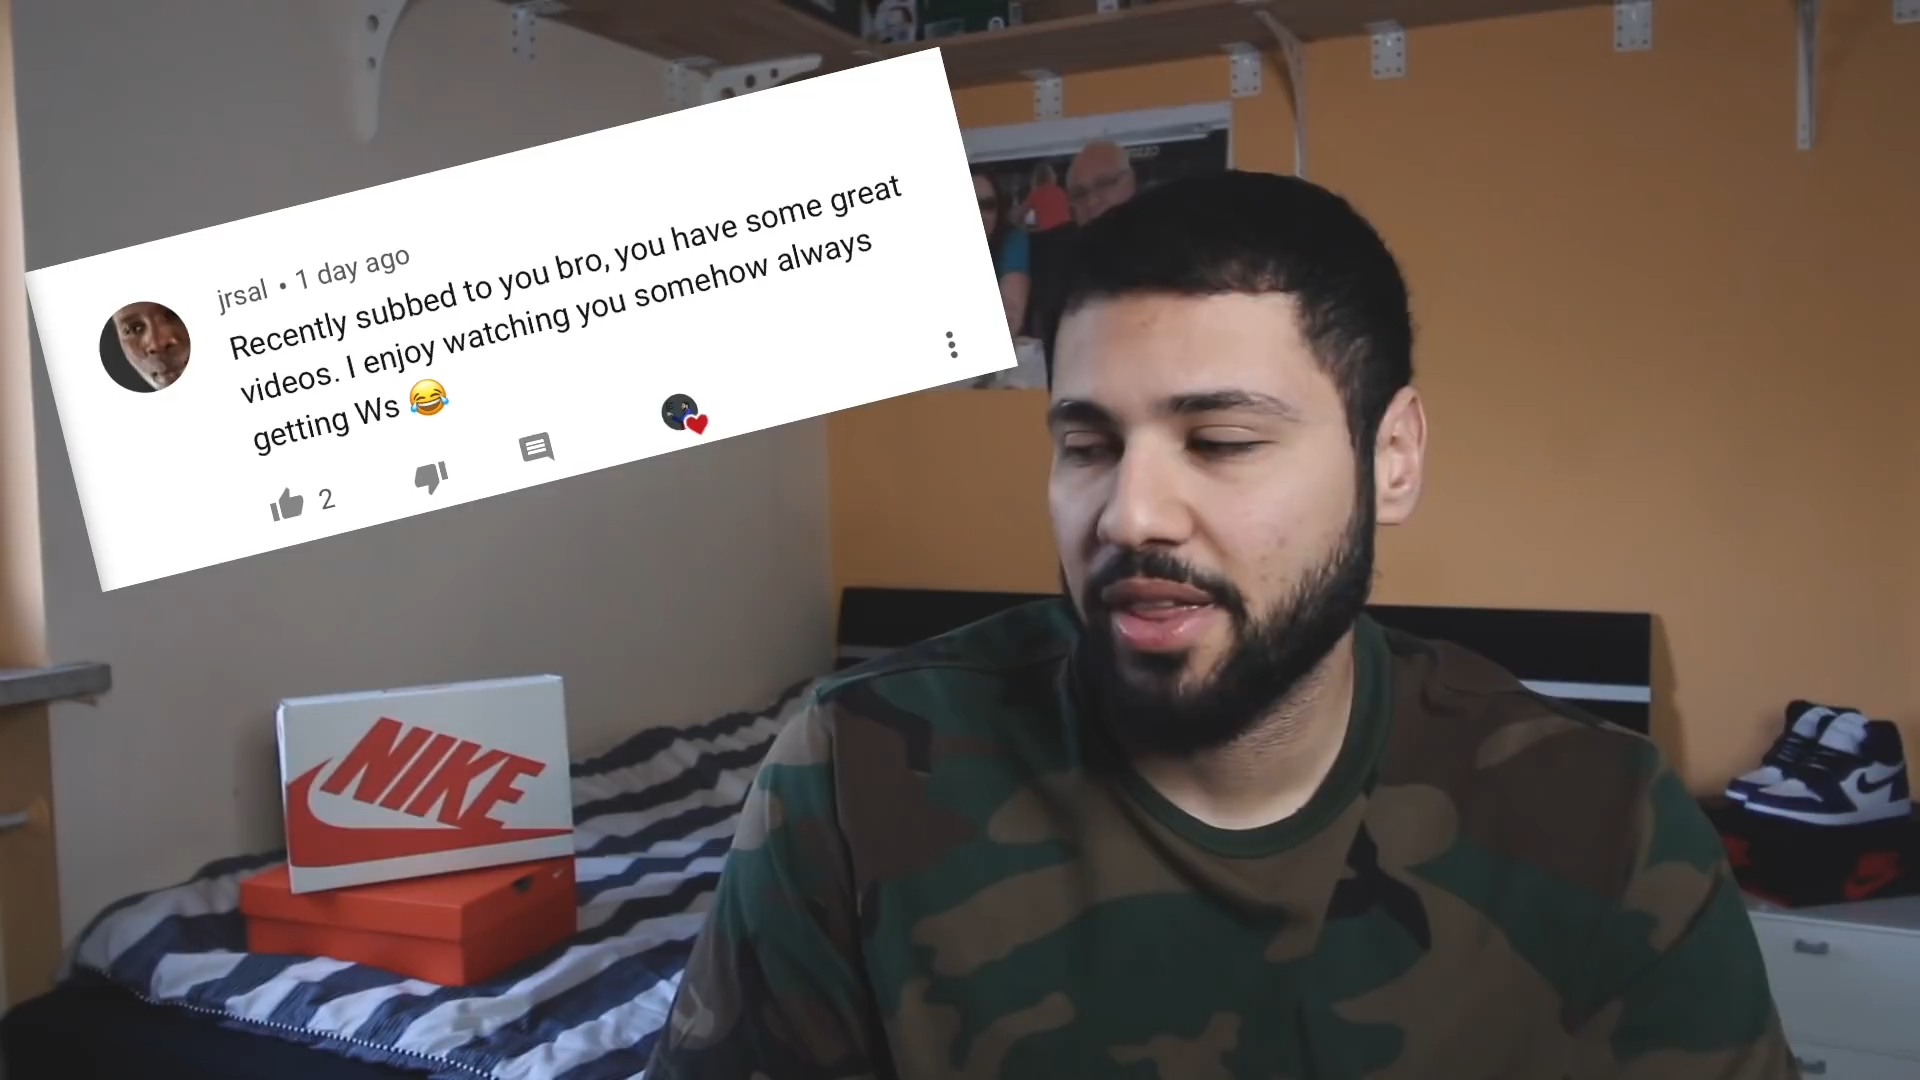 jrsal • 1 day ago
Recently subbed to you bro, you have some great
videos. I enjoy watching you somehow always
getting Ws 😂
2
NIKE